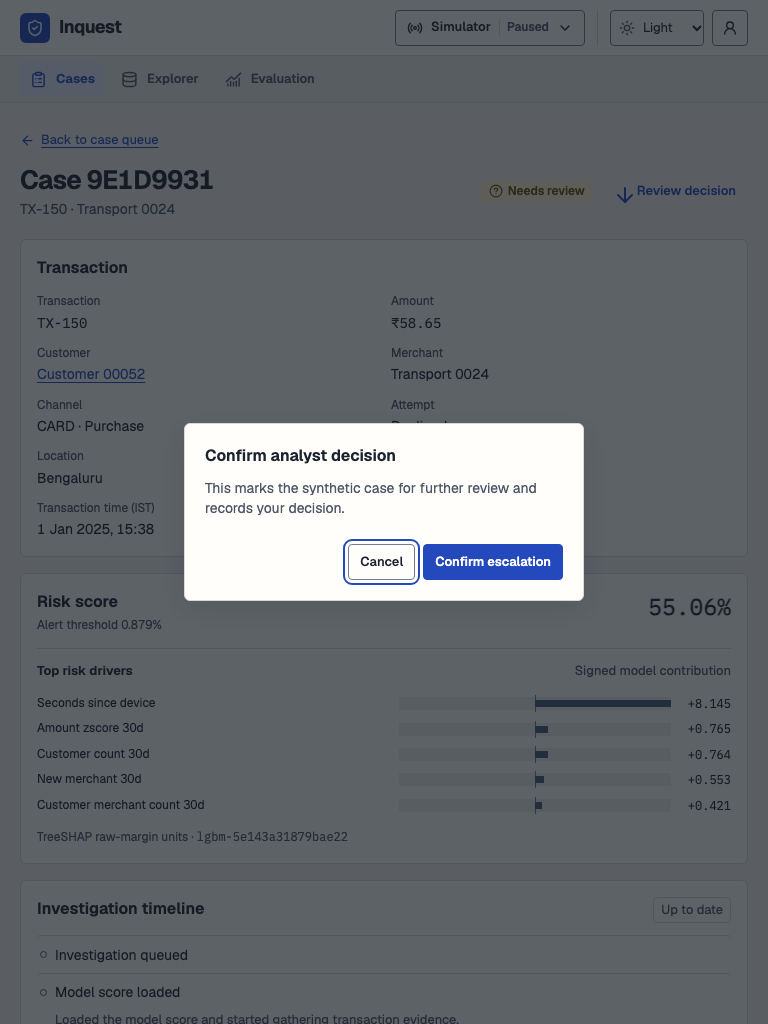 Inquest
Simulator Paused
Light
Cases
Explorer
Evaluation
Back to case queue
Case 9E1D9931
TX-150 · Transport 0024
Needs review
Review decision
Transaction
Transaction
TX-150
Amount
₹58.65
Customer
Customer 00052
Merchant
Transport 0024
Channel
CARD · Purchase
Attempt
Location
Bengaluru
Transaction time (IST)
1 Jan 2025, 15:38
Confirm analyst decision
This marks the synthetic case for further review and
records your decision.
Cancel
Confirm escalation
Risk score
Alert threshold 0.879%
55.06%
Top risk drivers
Signed model contribution
Seconds since device
+8.145
Amount zscore 30d
+0.765
Customer count 30d
+0.764
New merchant 30d
+0.553
Customer merchant count 30d
+0.421
TreeSHAP raw-margin units · lgbm-5e143a31879bae22
Investigation timeline
Up to date
Investigation queued
Model score loaded
Loaded the model score and started gathering transaction evidence.